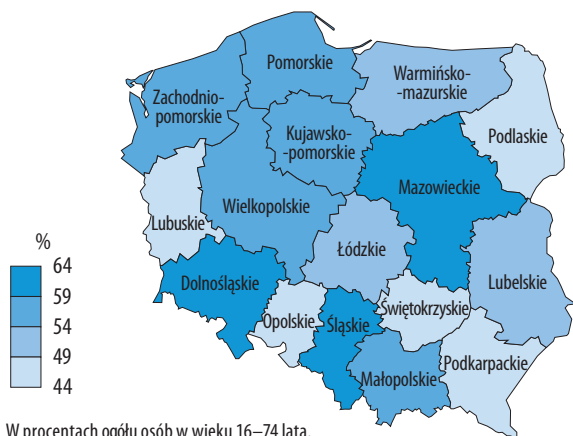 Pomorskie
Warmińsko-
-mazurskie
Zachodnio-
pomorskie
Kujawsko-
-pomorskie
Podlaskie
Mazowieckie
Wielkopolskie
Lubuskie
Łódzkie
%
64
59
54
49
44
Dolnośląskie
Lubelskie
Opolskie
Śląskie
Świętokrzyskie
Małopolskie
Podkarpackie
W procentach ogółu osób w wieku 16–74 lata.